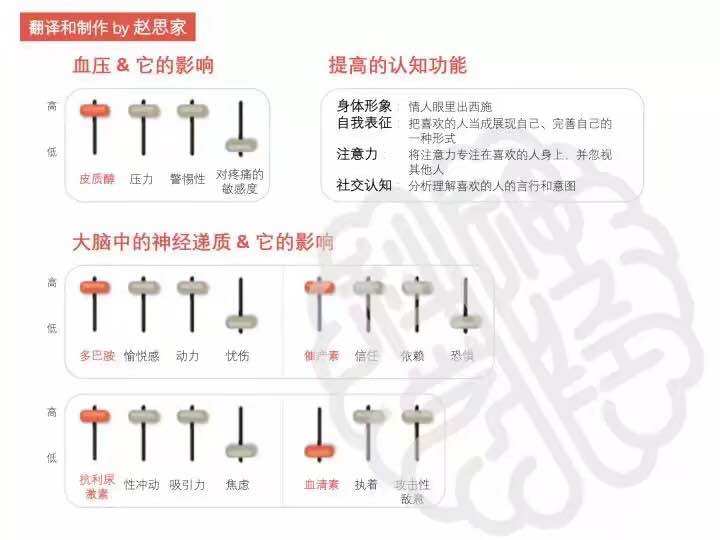 翻译和制作 by 赵思家
血压 & 它的影响
高
低
皮质醇 压力 警惕性 对疼痛的
敏感度
提高的认知功能
身体形象： 情人眼里出西施
自我表征： 把喜欢的人当成展现自己、完善自己的
一种形式
注意力： 将注意力专注在喜欢的人身上，并忽视
其他人
社交认知： 分析理解喜欢的人的言行和意图
大脑中的神经递质 & 它的影响
高
低
多巴胺 愉悦感 动力 忧伤 催产素 信任 依赖 恐惧
高
低
抗利尿
激素 性冲动 吸引力 焦虑 血清素 执着 攻击性
敌意